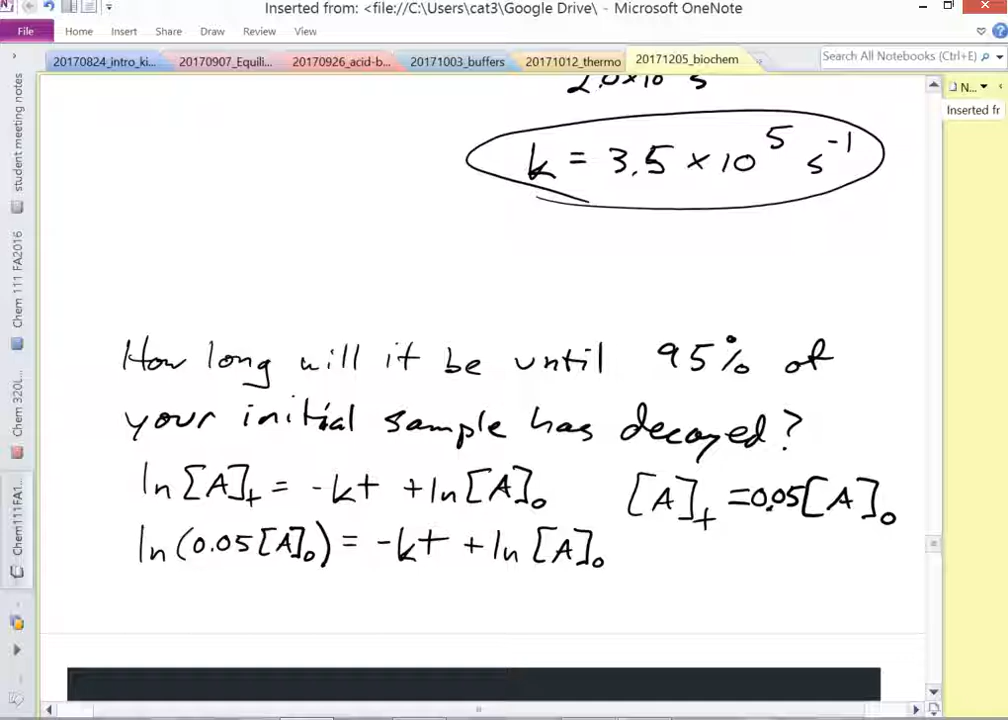 Inserted from: <file://C:\Users\cat3\Google Drive\ - Microsoft OneNote
File Home Insert Share Draw Review View
20170824_intro_ki... 20170907_Equili... 20170926_acid-b... 20171003_buffers 20171012_thermo 20171205_biochem
Search All Notebooks (Ctrl+E)
N...
Inserted fr
student meeting notes
Chem 111 FA2016
Chem 320L
Chem111FA1
k = 3.5 × 10⁵ s⁻¹
How long will it be until 95% of
your initial sample has decayed?
ln [A]ₜ = -kt + ln [A]₀ [A]ₜ = 0.05 [A]₀
ln (0.05 [A]₀) = -kt + ln [A]₀